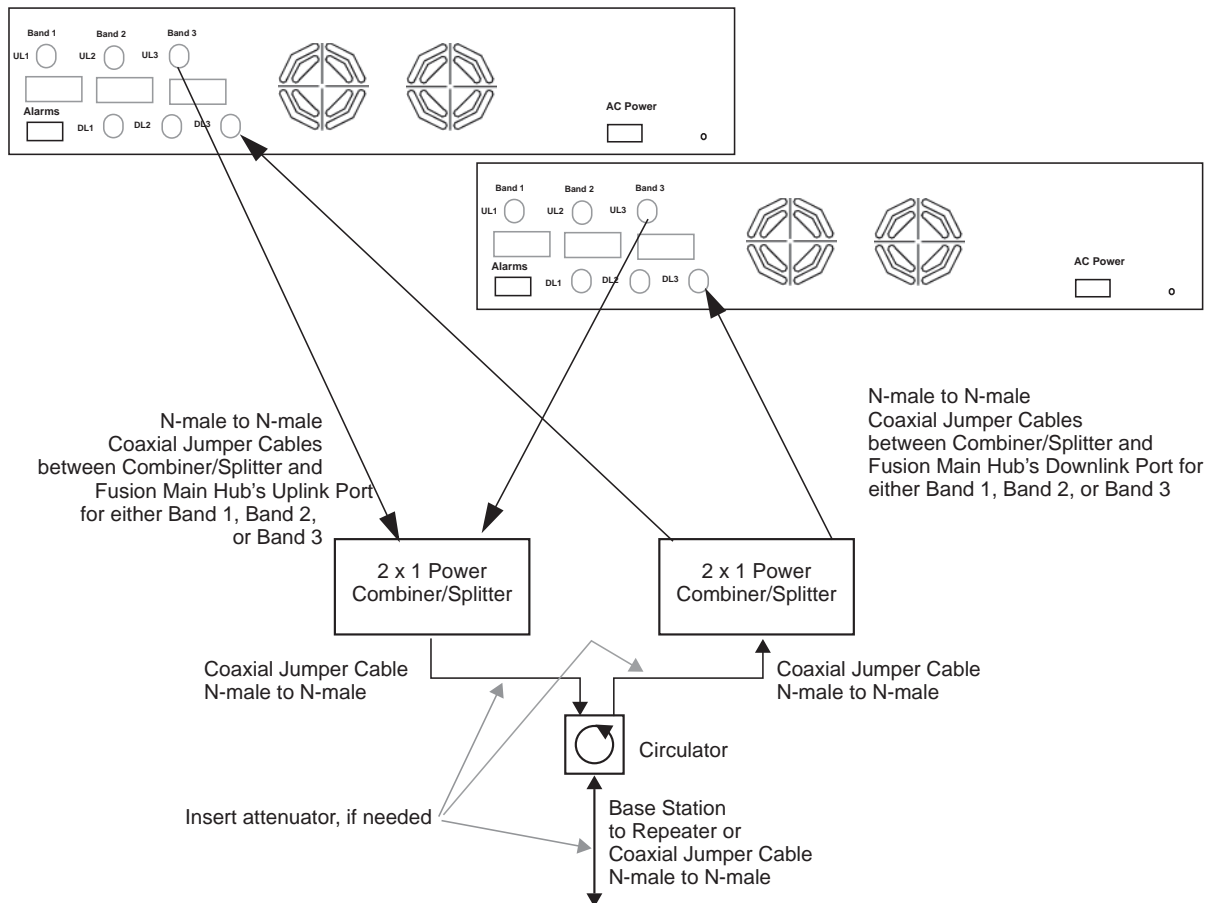 Band 1 Band 2 Band 3
UL1 UL2 UL3
Alarms
DL1 DL2 DL3
AC Power
Band 1 Band 2 Band 3
UL1 UL2 UL3
Alarms
DL1 DL2 DL3
AC Power
N-male to N-male
Coaxial Jumper Cables
between Combiner/Splitter and
Fusion Main Hub's Uplink Port
for either Band 1, Band 2,
or Band 3
N-male to N-male
Coaxial Jumper Cables
between Combiner/Splitter and
Fusion Main Hub's Downlink Port for
either Band 1, Band 2, or Band 3
2 x 1 Power
Combiner/Splitter
2 x 1 Power
Combiner/Splitter
Coaxial Jumper Cable
N-male to N-male
Coaxial Jumper Cable
N-male to N-male
Circulator
Insert attenuator, if needed
Base Station
to Repeater or
Coaxial Jumper Cable
N-male to N-male